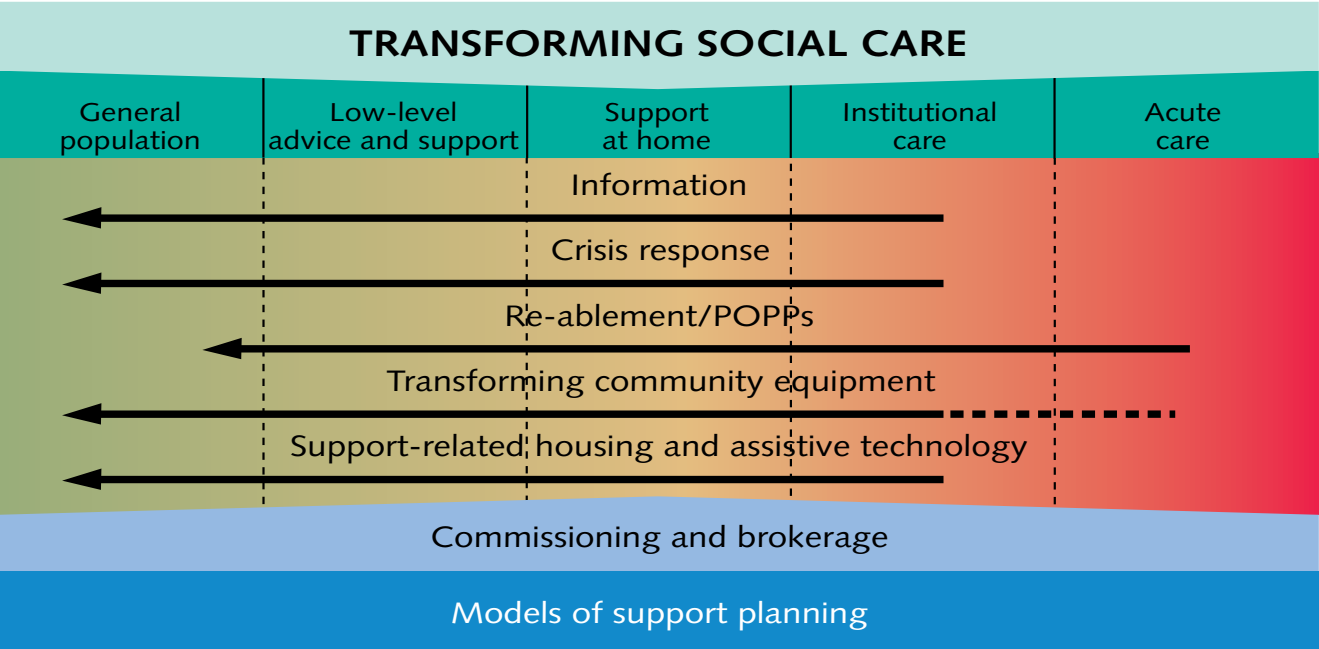 TRANSFORMING SOCIAL CARE
General
population
Low-level
advice and support
Support
at home
Institutional
care
Acute
care
Information
Crisis response
Re-ablement/POPPs
Transforming community equipment
Support-related housing and assistive technology
Commissioning and brokerage
Models of support planning